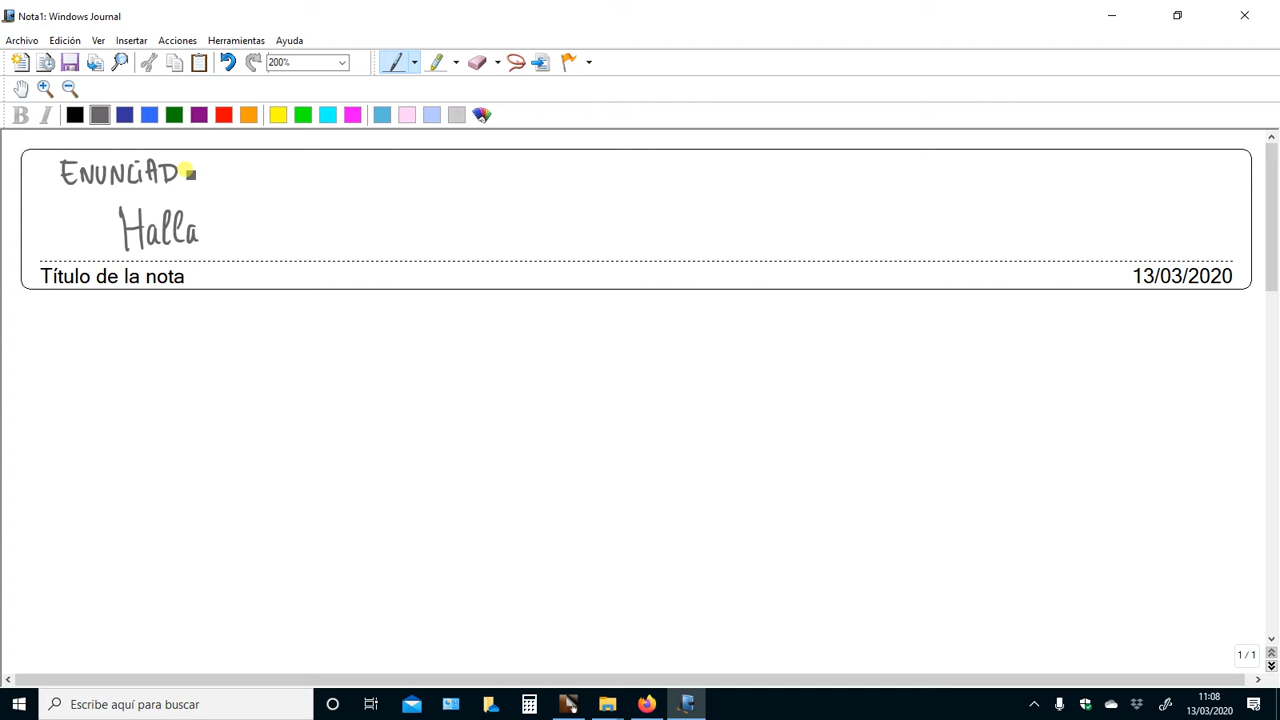 Nota1: Windows Journal
Archivo Edición Ver Insertar Acciones Herramientas Ayuda
200%
B I
ENUNCIAD
Halla
Título de la nota 13/03/2020
1 / 1
Escribe aquí para buscar
11:08
13/03/2020